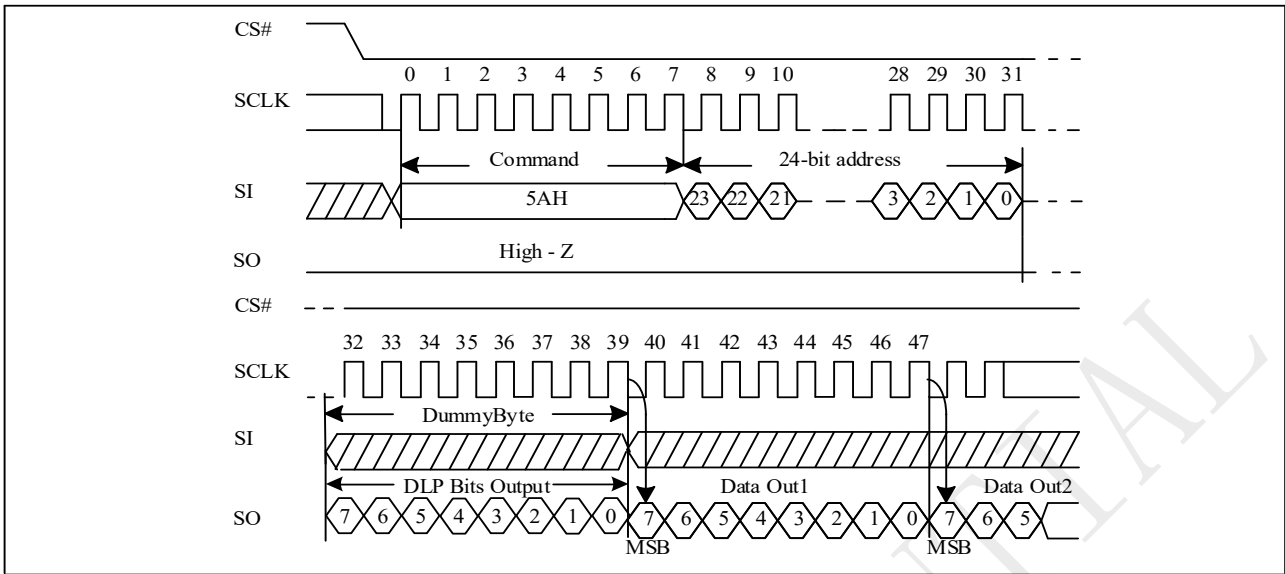 CS#
0 1 2 3 4 5 6 7 8 9 10 28 29 30 31
SCLK
Command 24-bit address
SI 5AH 23 22 21 3 2 1 0
SO High - Z
CS#
32 33 34 35 36 37 38 39 40 41 42 43 44 45 46 47
SCLK
DummyByte
SI
DLP Bits Output Data Out1 Data Out2
SO 7 6 5 4 3 2 1 0 7 6 5 4 3 2 1 0 7 6 5
MSB MSB
NTIAL